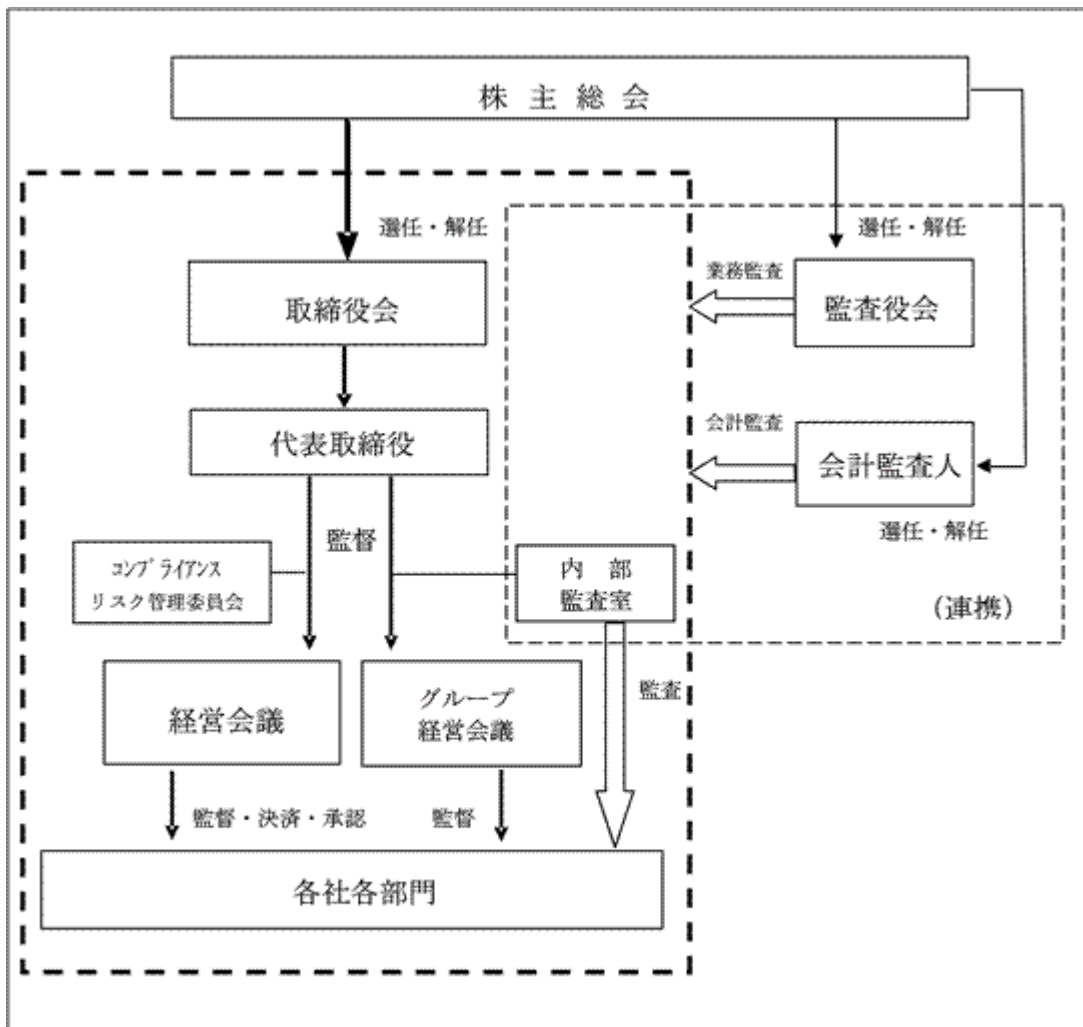 株主総会
選任・解任
選任・解任
業務監査
取締役会
監査役会
会計監査
代表取締役
会計監査人
選任・解任
監督
コンプライアンス
リスク管理委員会
内部
監査室
(連携)
監査
経営会議
グループ
経営会議
監督・決済・承認
監督
各社各部門